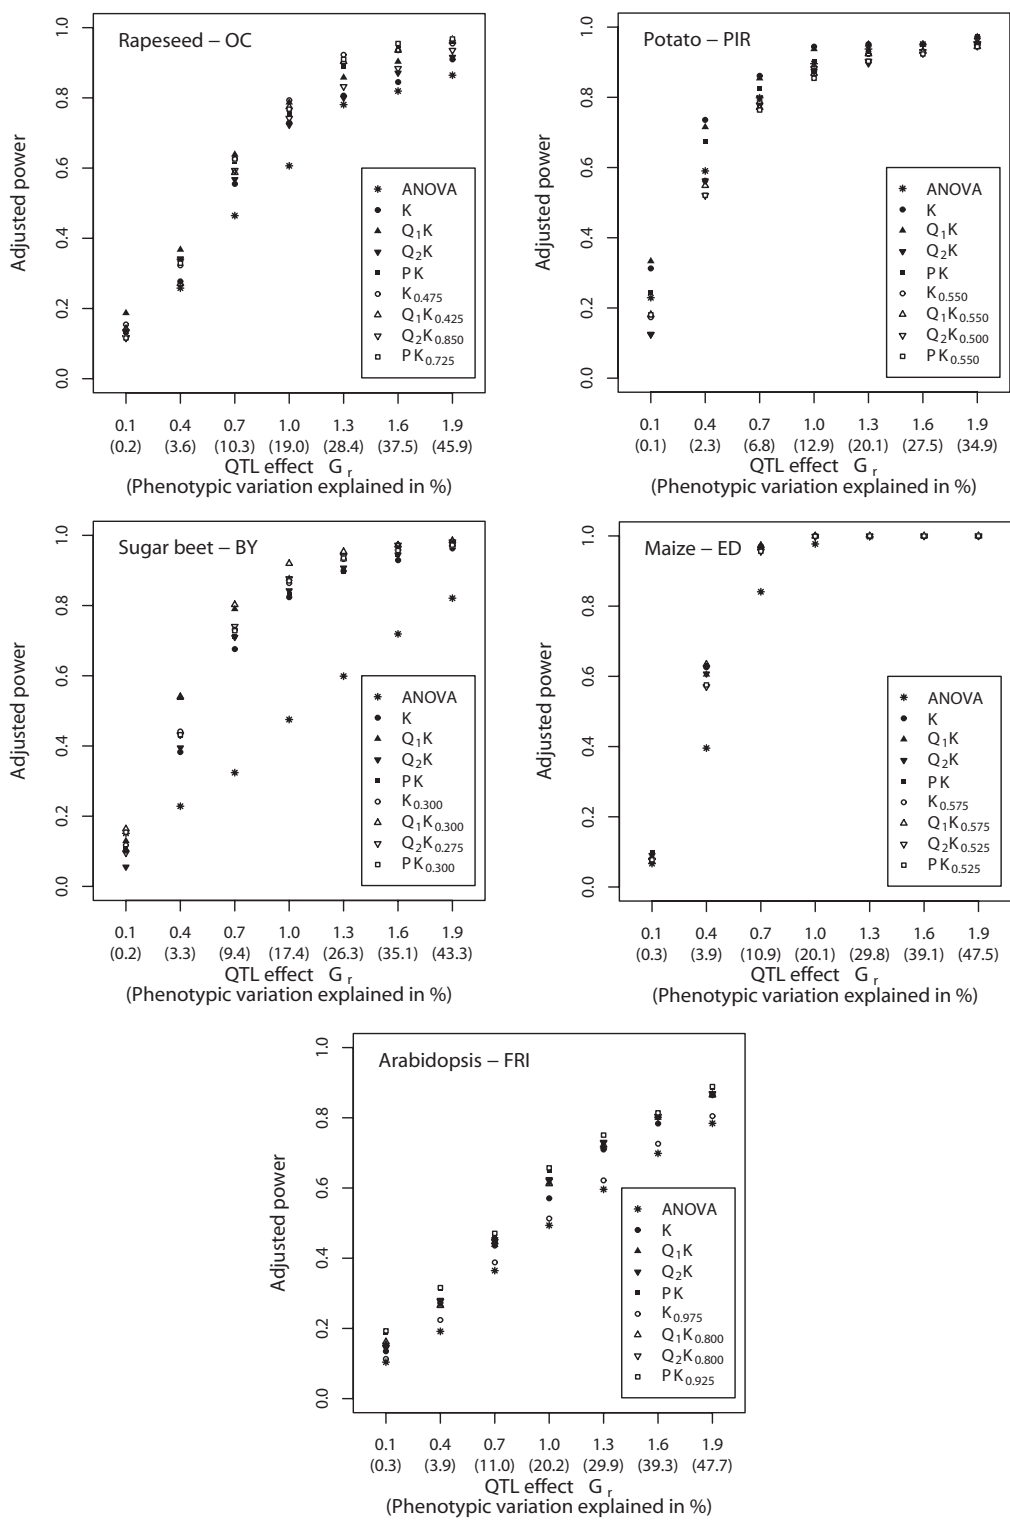 Rapeseed – OC
Adjusted power
1.0
0.8
0.6
0.4
0.2
0.0
ANOVA
K
Q1K
Q2K
PK
K0.475
Q1K0.425
Q2K0.850
PK0.725
0.1 0.4 0.7 1.0 1.3 1.6 1.9
(0.2) (3.6) (10.3) (19.0) (28.4) (37.5) (45.9)
QTL effect Gr
(Phenotypic variation explained in %)
Potato – PIR
Adjusted power
1.0
0.8
0.6
0.4
0.2
0.0
ANOVA
K
Q1K
Q2K
PK
K0.550
Q1K0.550
Q2K0.500
PK0.550
0.1 0.4 0.7 1.0 1.3 1.6 1.9
(0.1) (2.3) (6.8) (12.9) (20.1) (27.5) (34.9)
QTL effect Gr
(Phenotypic variation explained in %)
Sugar beet – BY
Adjusted power
1.0
0.8
0.6
0.4
0.2
0.0
ANOVA
K
Q1K
Q2K
PK
K0.300
Q1K0.300
Q2K0.275
PK0.300
0.1 0.4 0.7 1.0 1.3 1.6 1.9
(0.2) (3.3) (9.4) (17.4) (26.3) (35.1) (43.3)
QTL effect Gr
(Phenotypic variation explained in %)
Maize – ED
Adjusted power
1.0
0.8
0.6
0.4
0.2
0.0
ANOVA
K
Q1K
Q2K
PK
K0.575
Q1K0.575
Q2K0.525
PK0.525
0.1 0.4 0.7 1.0 1.3 1.6 1.9
(0.3) (3.9) (10.9) (20.1) (29.8) (39.1) (47.5)
QTL effect Gr
(Phenotypic variation explained in %)
Arabidopsis – FRI
Adjusted power
1.0
0.8
0.6
0.4
0.2
0.0
ANOVA
K
Q1K
Q2K
PK
K0.975
Q1K0.800
Q2K0.800
PK0.925
0.1 0.4 0.7 1.0 1.3 1.6 1.9
(0.3) (3.9) (11.0) (20.2) (29.9) (39.3) (47.7)
QTL effect Gr
(Phenotypic variation explained in %)